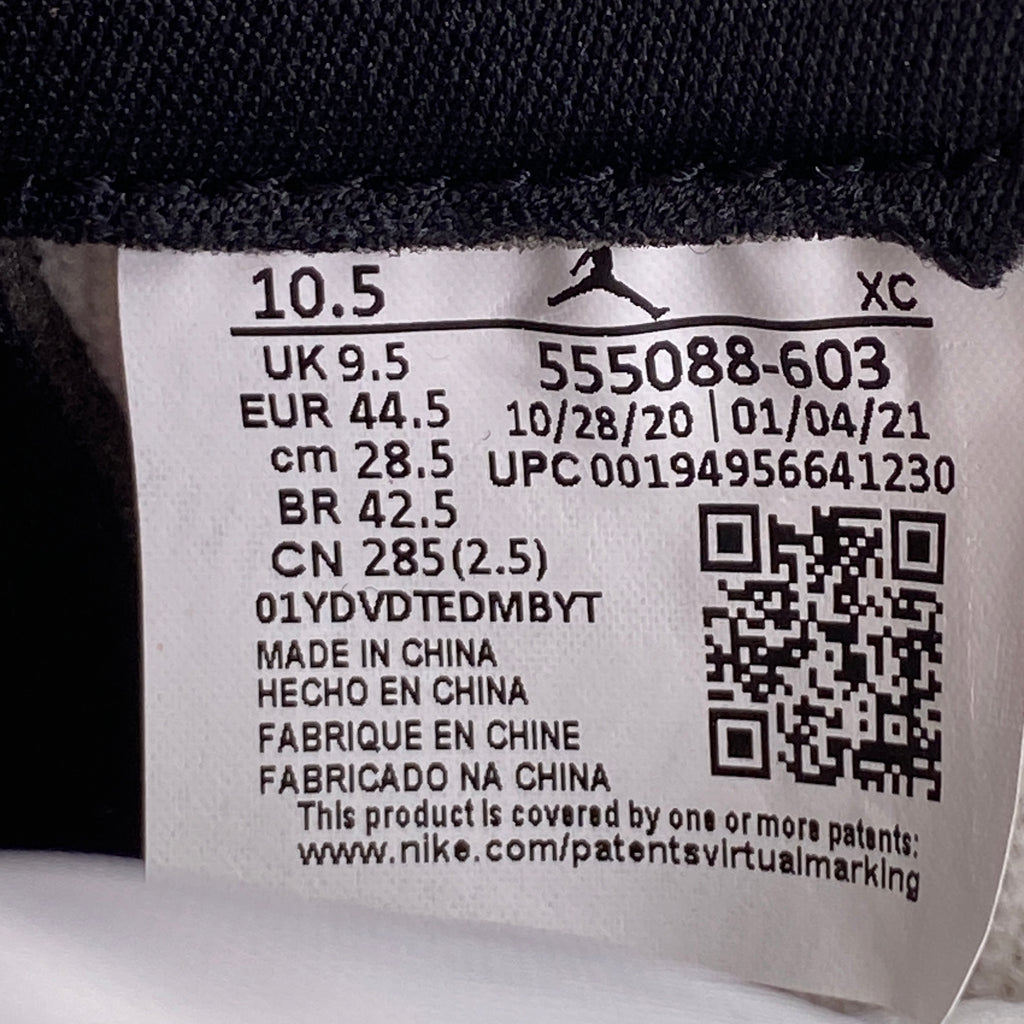 10.5 XC
UK 9.5 555088-603
EUR 44.5 10/28/20 | 01/04/21
cm 28.5 UPC 00194956641230
BR 42.5
CN 285(2.5)
01YDVDTEDMBYT
MADE IN CHINA
HECHO EN CHINA
FABRIQUE EN CHINE
FABRICADO NA CHINA
This product is covered by one or more patents:
www.nike.com/patentsvirtualmarking